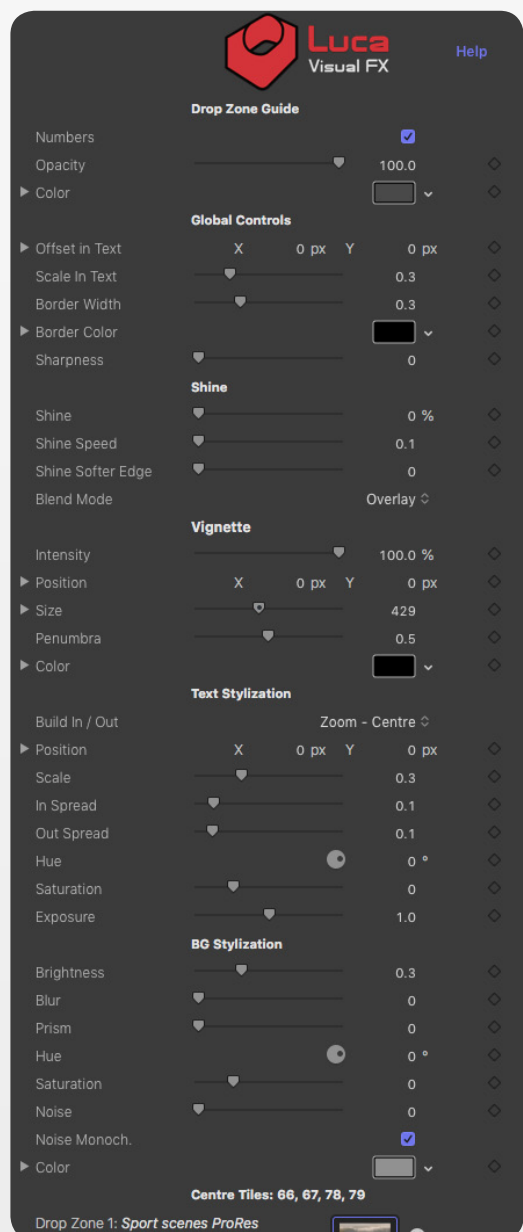 Luca
Visual FX
Help
Drop Zone Guide
Numbers
Opacity 100.0
Color
Global Controls
Offset in Text X 0 px Y 0 px
Scale In Text 0.3
Border Width 0.3
Border Color
Sharpness 0
Shine
Shine 0 %
Shine Speed 0.1
Shine Softer Edge 0
Blend Mode Overlay
Vignette
Intensity 100.0 %
Position X 0 px Y 0 px
Size 429
Penumbra 0.5
Color
Text Stylization
Build In / Out Zoom - Centre
Position X 0 px Y 0 px
Scale 0.3
In Spread 0.1
Out Spread 0.1
Hue 0 °
Saturation 0
Exposure 1.0
BG Stylization
Brightness 0.3
Blur 0
Prism 0
Hue 0 °
Saturation 0
Noise 0
Noise Monoch.
Color
Centre Tiles: 66, 67, 78, 79
Drop Zone 1: Sport scenes ProRes